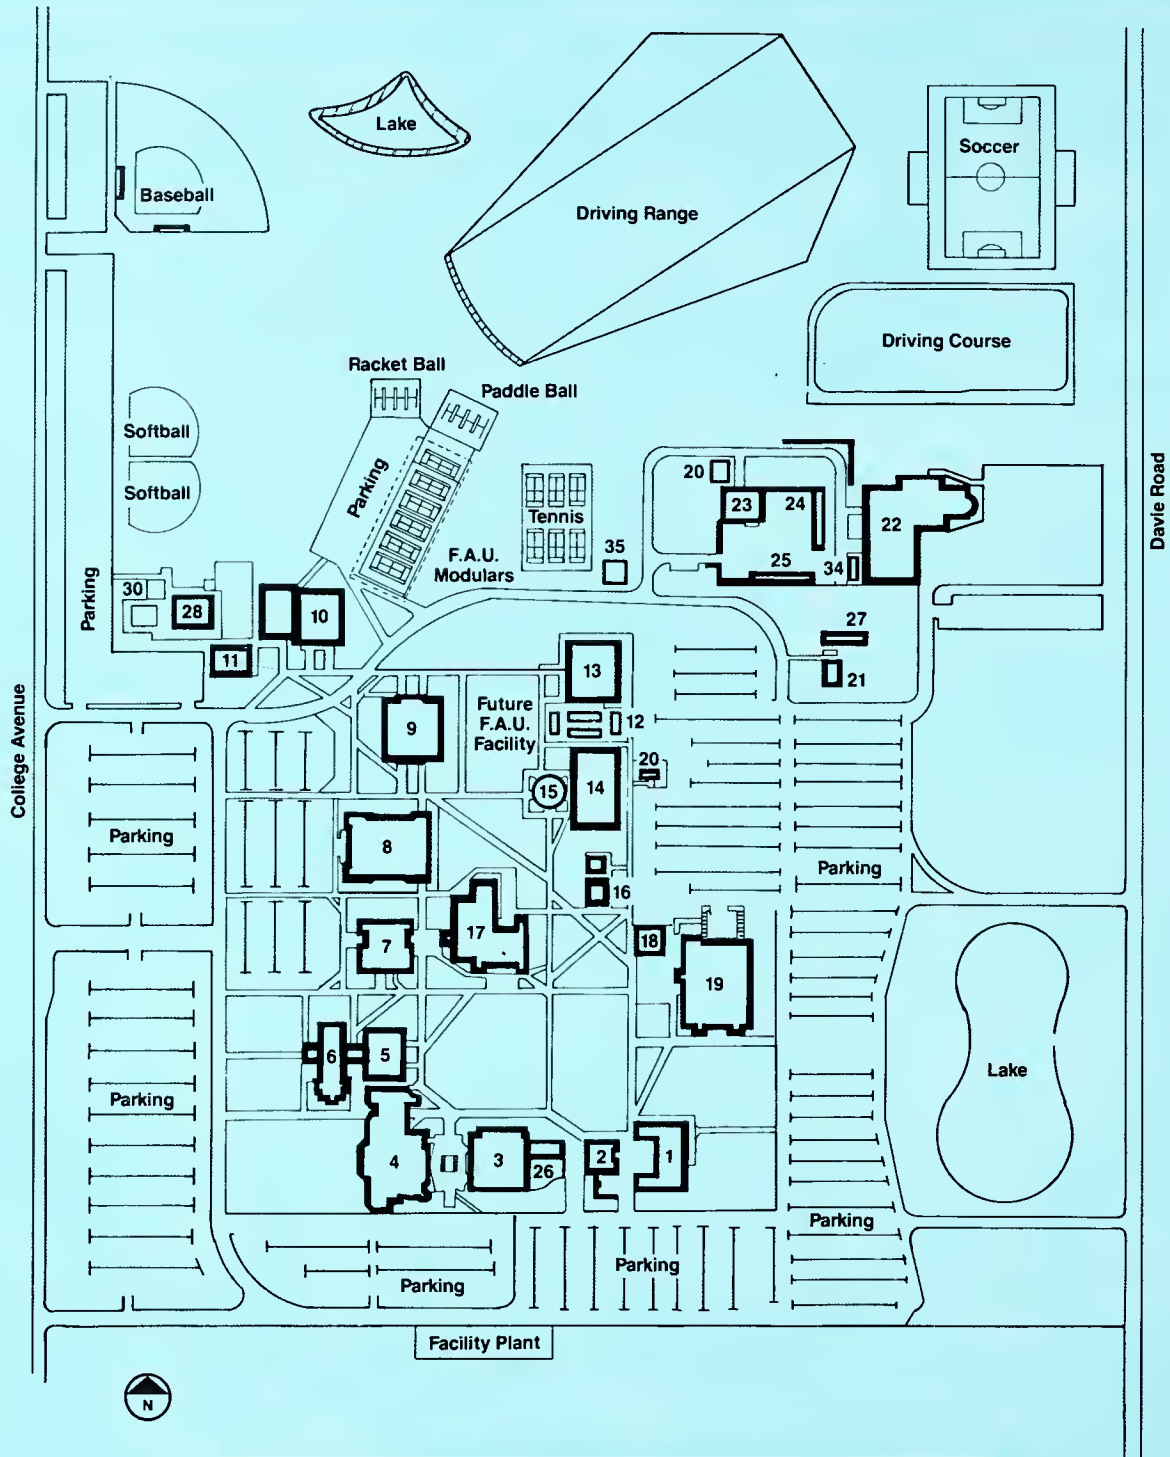 Lake
Baseball
Soccer
Driving Range
Driving Course
Racket Ball
Paddle Ball
Softball
Softball
Parking
Tennis
F.A.U.
Modulars
35
20
23
24
22
25
34
27
21
Davie Road
Parking
30
28
10
11
College Avenue
13
9
Future
F.A.U.
Facility
12
20
15
14
Parking
8
Parking
16
17
7
18
19
6
5
Lake
Parking
4
3
26
2
1
Parking
Parking
Parking
Facility Plant
N